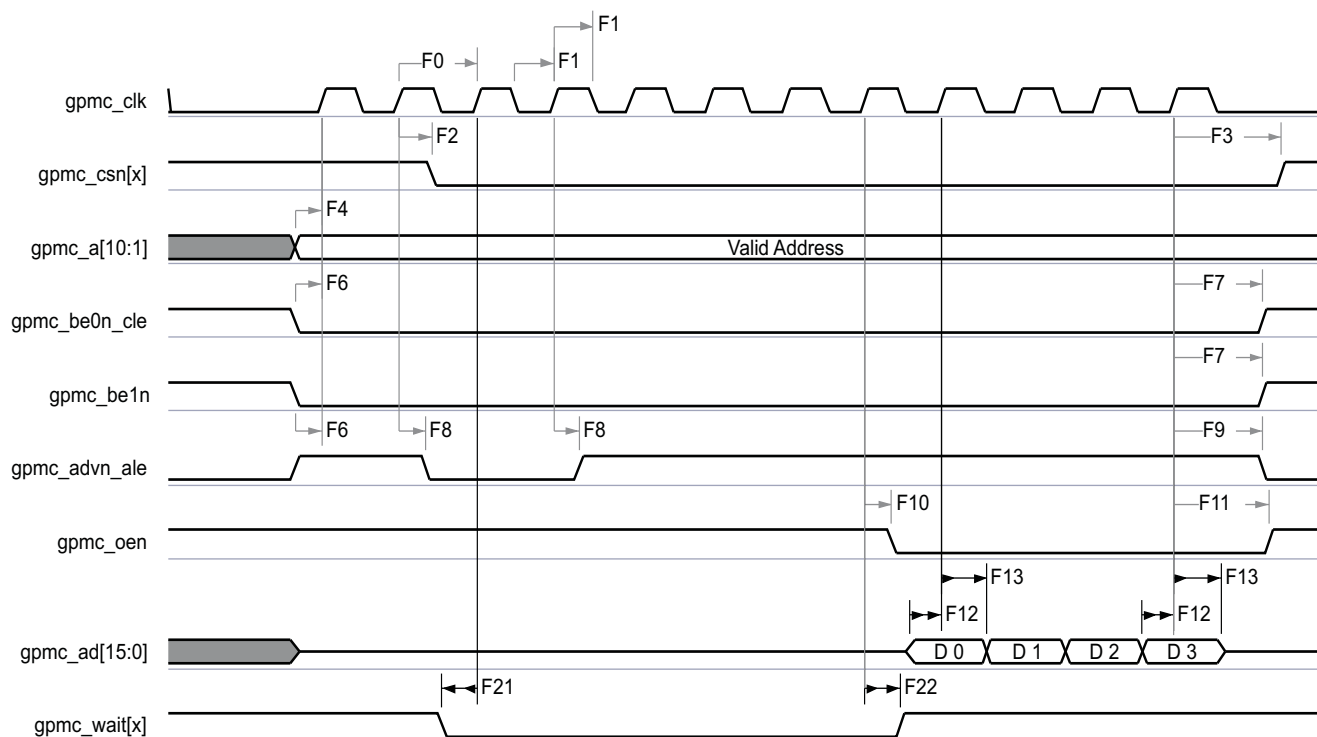 F1
F0 F1
gpmc_clk
F2 F3
gpmc_csn[x]
F4
gpmc_a[10:1] Valid Address
F6 F7
gpmc_be0n_cle
F7
gpmc_be1n
F6 F8 F8 F9
gpmc_advn_ale
F10 F11
gpmc_oen
F13 F13
F12 F12
gpmc_ad[15:0] D 0 D 1 D 2 D 3
F21 F22
gpmc_wait[x]